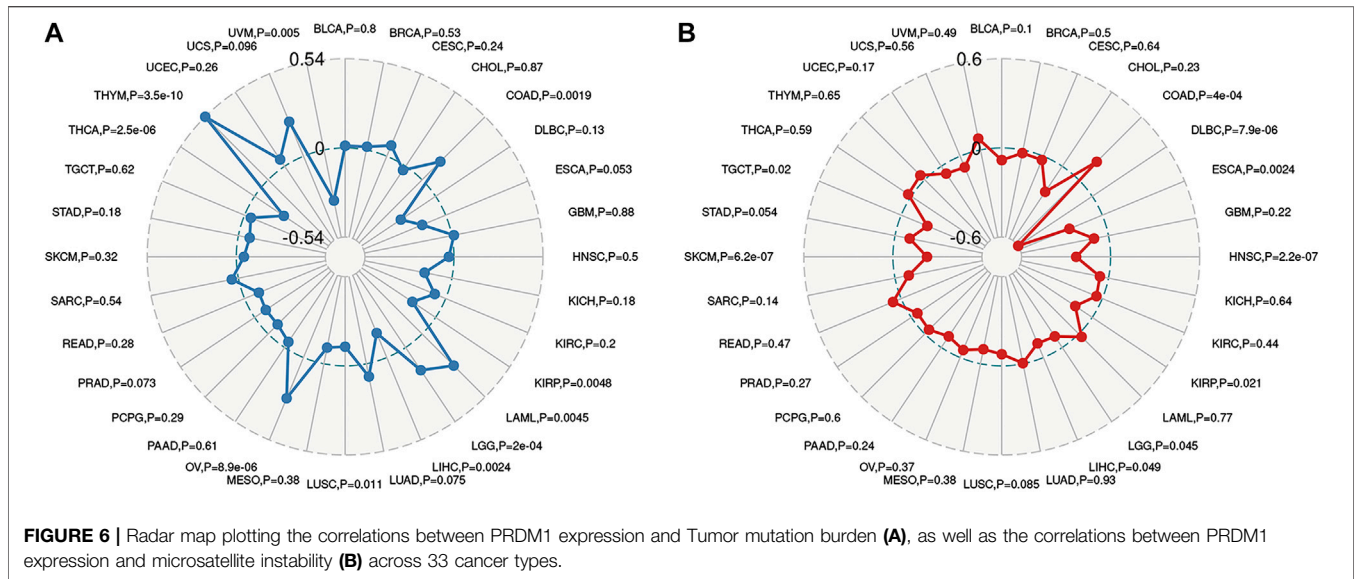 A
BLCA,P=0.8
BRCA,P=0.53
CESC,P=0.24
CHOL,P=0.87
COAD,P=0.0019
DLBC,P=0.13
ESCA,P=0.053
GBM,P=0.88
HNSC,P=0.5
KICH,P=0.18
KIRC,P=0.2
KIRP,P=0.0048
LAML,P=0.0045
LGG,P=2e-04
LIHC,P=0.0024
LUAD,P=0.075
LUSC,P=0.011
MESO,P=0.38
OV,P=8.9e-06
PAAD,P=0.61
PCPG,P=0.29
PRAD,P=0.073
READ,P=0.28
SARC,P=0.54
SKCM,P=0.32
STAD,P=0.18
TGCT,P=0.62
THCA,P=2.5e-06
THYM,P=3.5e-10
UCEC,P=0.26
UCS,P=0.096
UVM,P=0.005
0.54
0
-0.54
B
BLCA,P=0.1
BRCA,P=0.5
CESC,P=0.64
CHOL,P=0.23
COAD,P=4e-04
DLBC,P=7.9e-06
ESCA,P=0.0024
GBM,P=0.22
HNSC,P=2.2e-07
KICH,P=0.64
KIRC,P=0.44
KIRP,P=0.021
LAML,P=0.77
LGG,P=0.045
LIHC,P=0.049
LUAD,P=0.93
LUSC,P=0.085
MESO,P=0.38
OV,P=0.37
PAAD,P=0.24
PCPG,P=0.6
PRAD,P=0.27
READ,P=0.47
SARC,P=0.14
SKCM,P=6.2e-07
STAD,P=0.054
TGCT,P=0.02
THCA,P=0.59
THYM,P=0.65
UCEC,P=0.17
UCS,P=0.56
UVM,P=0.49
0.6
0
-0.6
FIGURE 6 | Radar map plotting the correlations between PRDM1 expression and Tumor mutation burden (A), as well as the correlations between PRDM1
expression and microsatellite instability (B) across 33 cancer types.